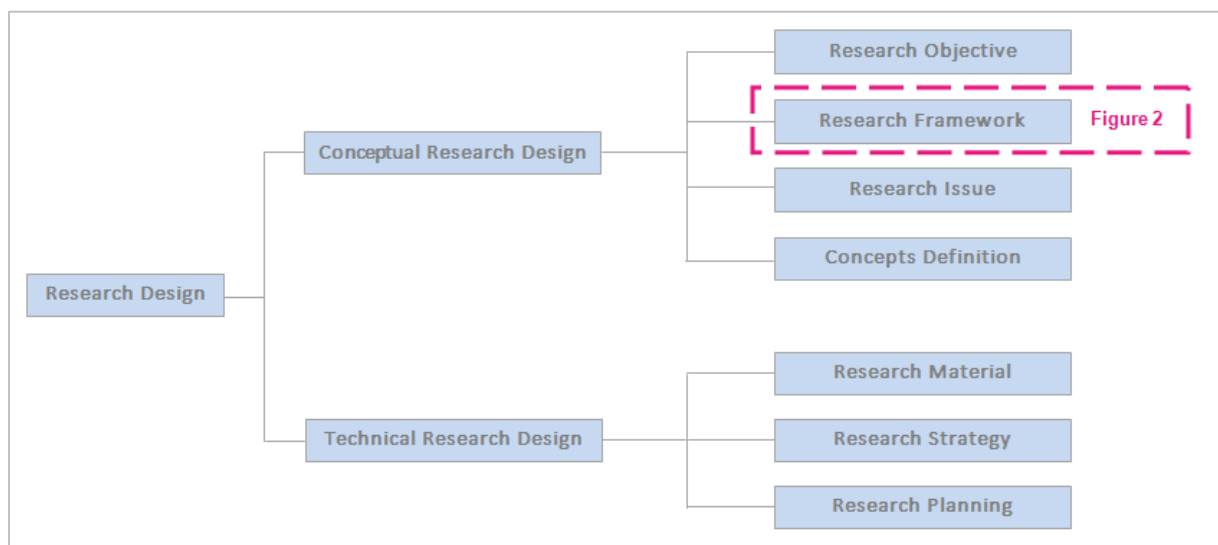 Research Objective
Research Framework
Figure 2
Conceptual Research Design
Research Issue
Concepts Definition
Research Design
Research Material
Technical Research Design
Research Strategy
Research Planning